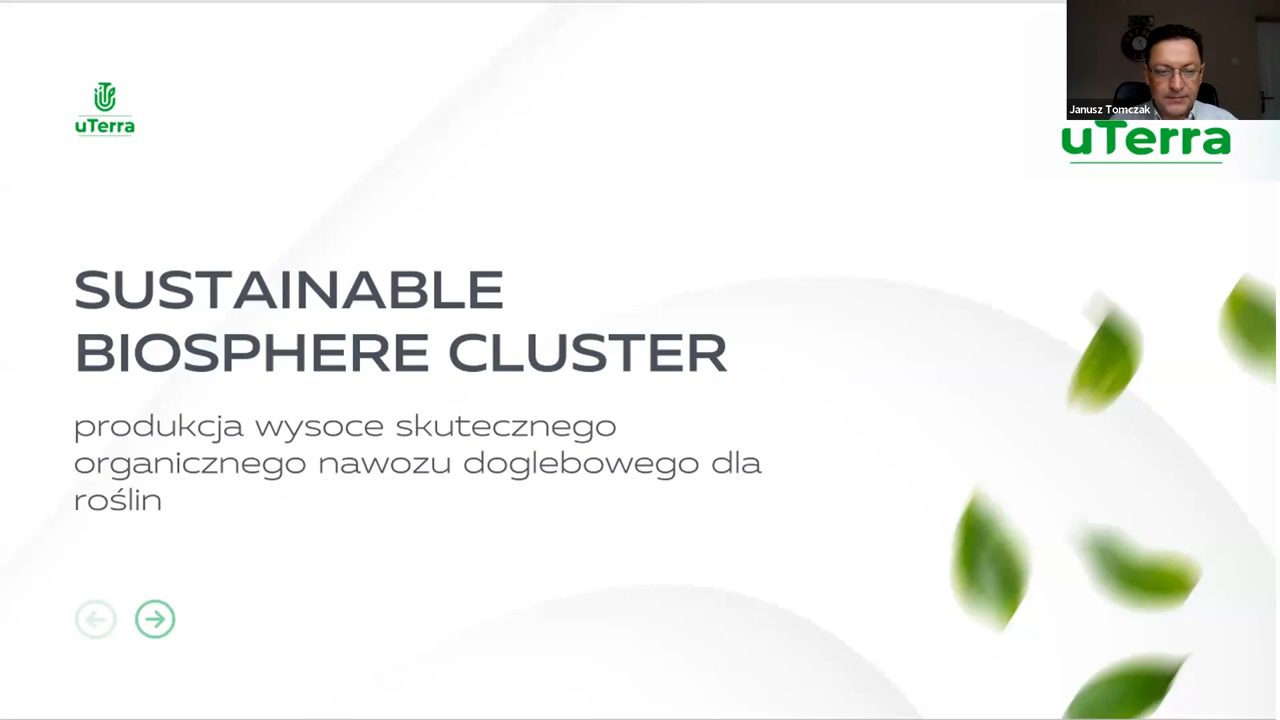 uTerra
Janusz Tomczak
uTerra
SUSTAINABLE
BIOSPHERE CLUSTER
produkcja wysoce skutecznego
organicznego nawozu doglebowego dla
roślin